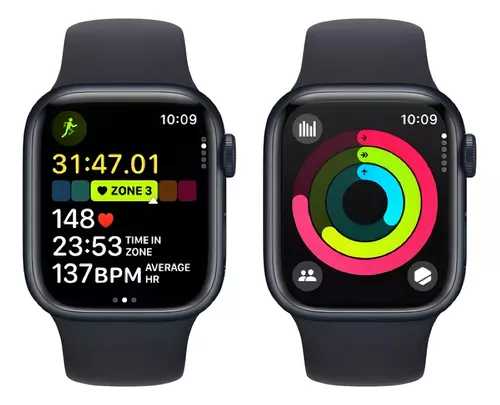 10:09
31:47.01
ZONE 3
148
23:53 TIME IN ZONE
137BPM AVERAGE HR
10:09